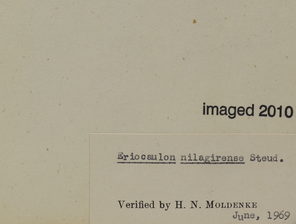 imaged 2010
Eriocaulon nilagirense Steud.
Verified by H. N. MOLDENKE
June, 1969